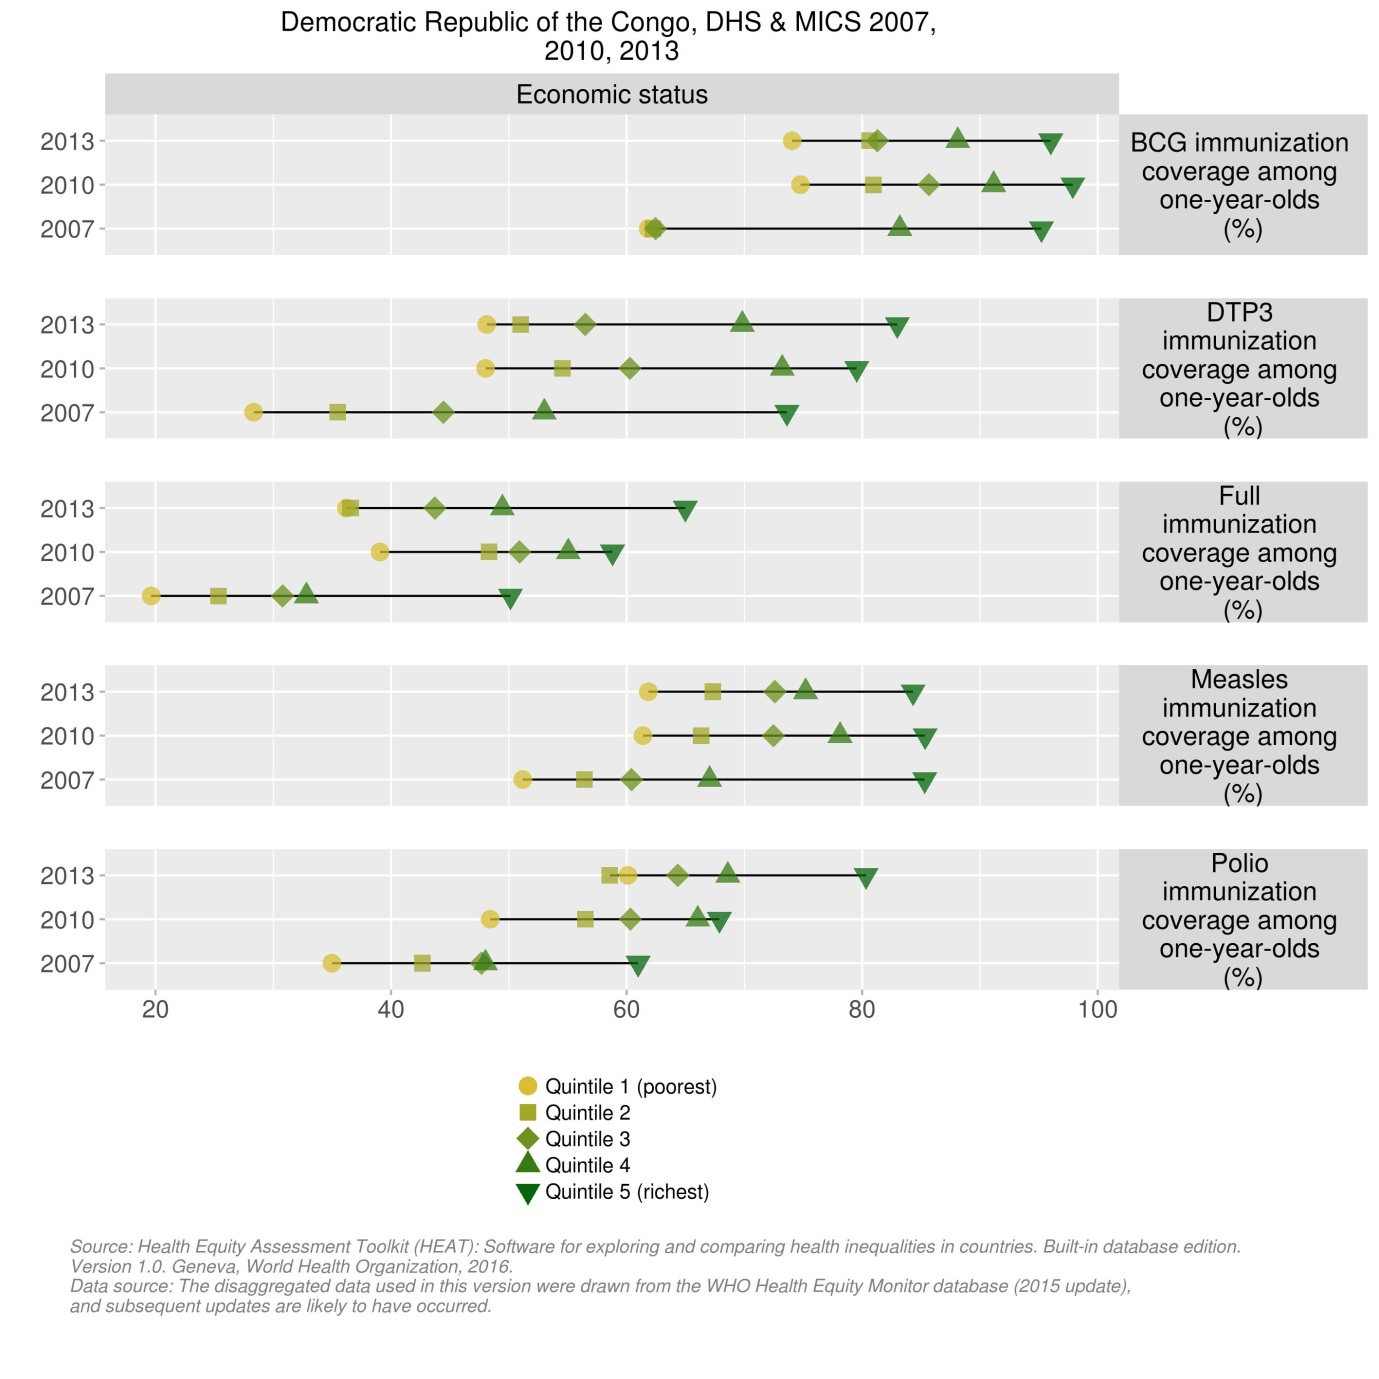 Democratic Republic of the Congo, DHS & MICS 2007,
2010, 2013
Economic status
2013
2010
2007
BCG immunization
coverage among
one-year-olds
(%)
2013
2010
2007
DTP3
immunization
coverage among
one-year-olds
(%)
2013
2010
2007
Full
immunization
coverage among
one-year-olds
(%)
2013
2010
2007
Measles
immunization
coverage among
one-year-olds
(%)
2013
2010
2007
Polio
immunization
coverage among
one-year-olds
(%)
20 40 60 80 100
Quintile 1 (poorest)
Quintile 2
Quintile 3
Quintile 4
Quintile 5 (richest)
Source: Health Equity Assessment Toolkit (HEAT): Software for exploring and comparing health inequalities in countries. Built-in database edition.
Version 1.0. Geneva, World Health Organization, 2016.
Data source: The disaggregated data used in this version were drawn from the WHO Health Equity Monitor database (2015 update),
and subsequent updates are likely to have occurred.